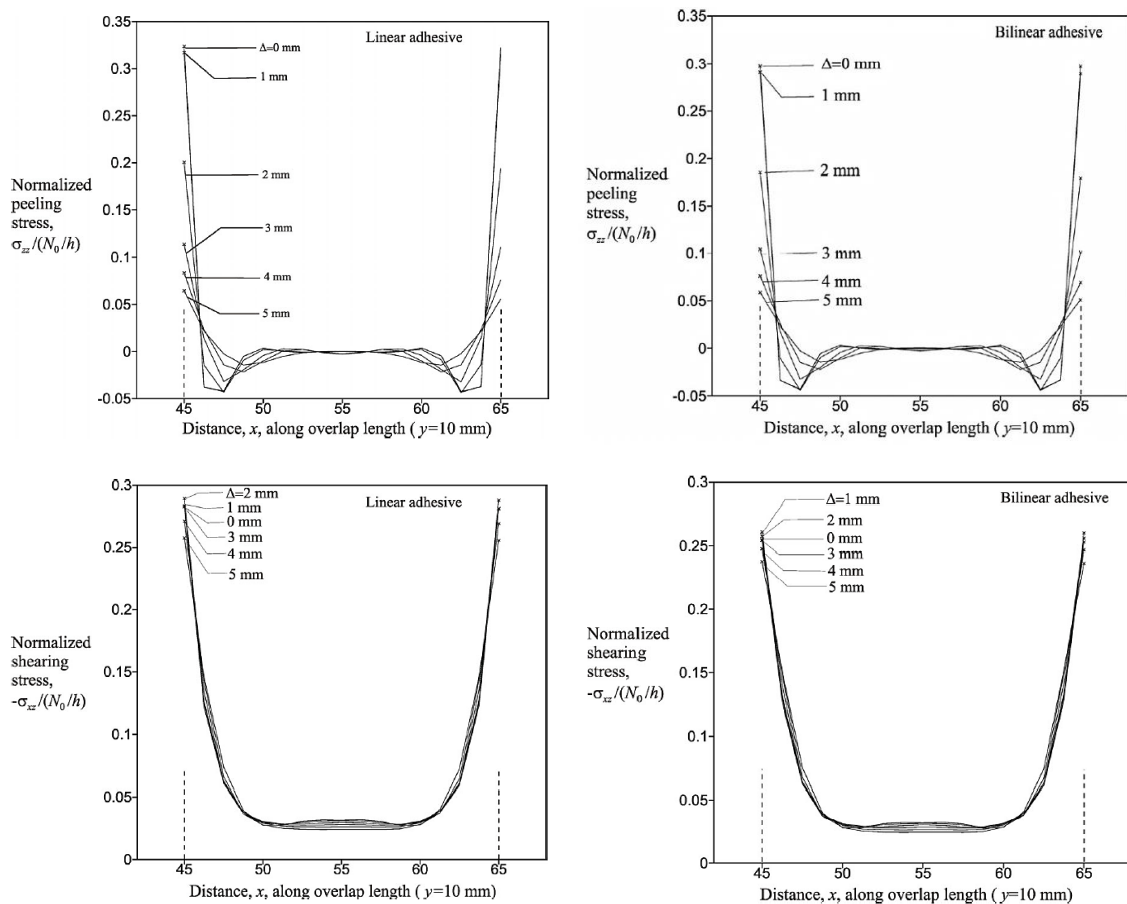 0.35
0.3
0.25
0.2
0.15
0.1
0.05
0
-0.05
Linear adhesive
Δ=0 mm
1 mm
2 mm
3 mm
4 mm
5 mm
Normalized
peeling
stress,
σzz/(N0/h)
45
50
55
60
65
Distance, x, along overlap length ( y=10 mm)
0.35
0.3
0.25
0.2
0.15
0.1
0.05
0
-0.05
Bilinear adhesive
Δ=0 mm
1 mm
2 mm
3 mm
4 mm
5 mm
Normalized
peeling
stress,
σzz/(N0/h)
45
50
55
60
65
Distance, x, along overlap length ( y=10 mm)
0.3
0.25
0.2
0.15
0.1
0.05
0
Linear adhesive
Δ=2 mm
1 mm
0 mm
3 mm
4 mm
5 mm
Normalized
shearing
stress,
-σxz/(N0/h)
45
50
55
60
65
Distance, x, along overlap length ( y=10 mm)
0.3
0.25
0.2
0.15
0.1
0.05
0
Bilinear adhesive
Δ=1 mm
2 mm
0 mm
3 mm
4 mm
5 mm
Normalized
shearing
stress,
-σxz/(N0/h)
45
50
55
60
65
Distance, x, along overlap length ( y=10 mm)